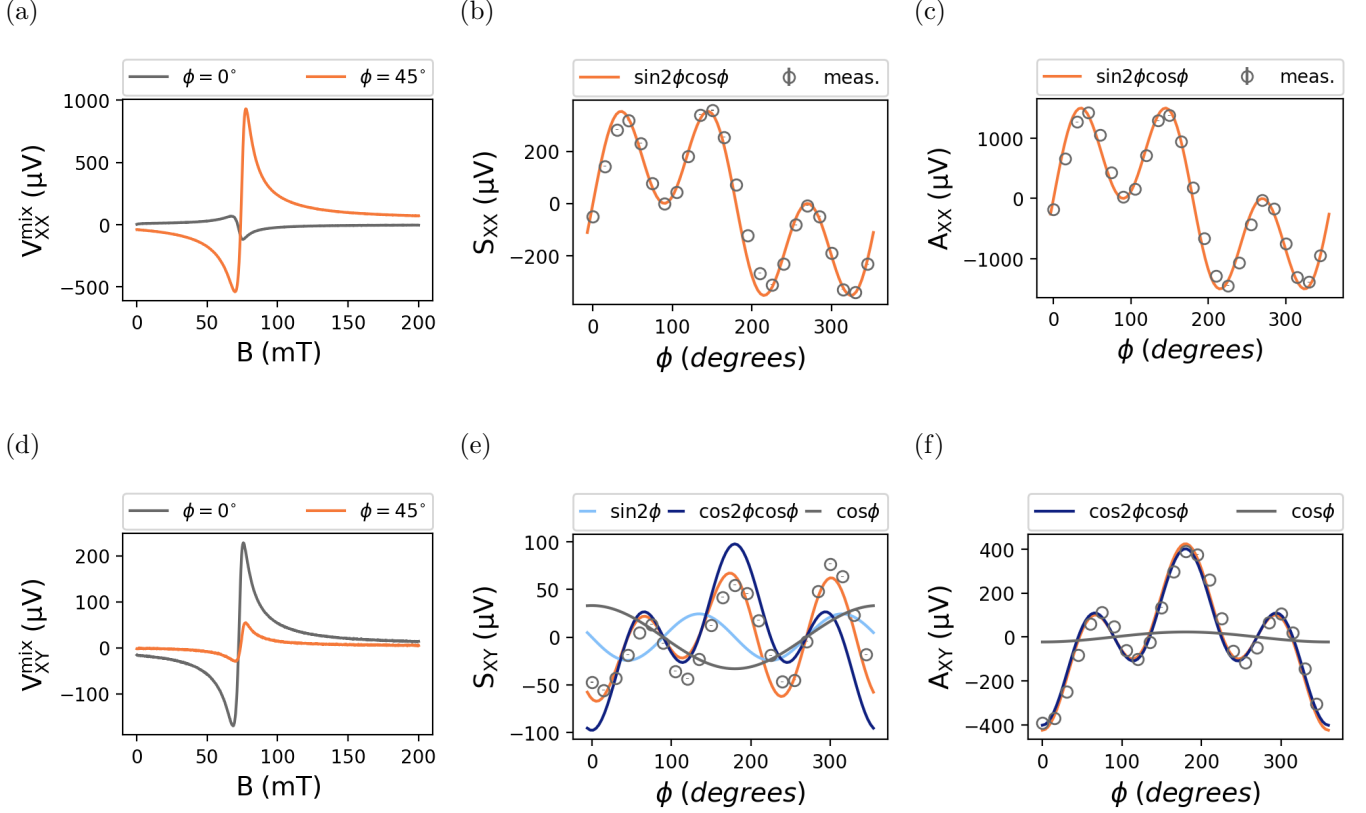 (a)
ϕ = 0° ϕ = 45°
1000
500
0
−500
V^mix_XX (µV)
0 50 100 150 200
B (mT)
(b)
sin2ϕcosϕ meas.
200
0
−200
S_XX (µV)
0 100 200 300
ϕ (degrees)
(c)
sin2ϕcosϕ meas.
1000
0
−1000
A_XX (µV)
0 100 200 300
ϕ (degrees)
(d)
ϕ = 0° ϕ = 45°
200
100
0
−100
V^mix_XY (µV)
0 50 100 150 200
B (mT)
(e)
sin2ϕ cos2ϕcosϕ cosϕ
100
50
0
−50
−100
S_XY (µV)
0 100 200 300
ϕ (degrees)
(f)
cos2ϕcosϕ cosϕ
400
200
0
−200
−400
A_XY (µV)
0 100 200 300
ϕ (degrees)